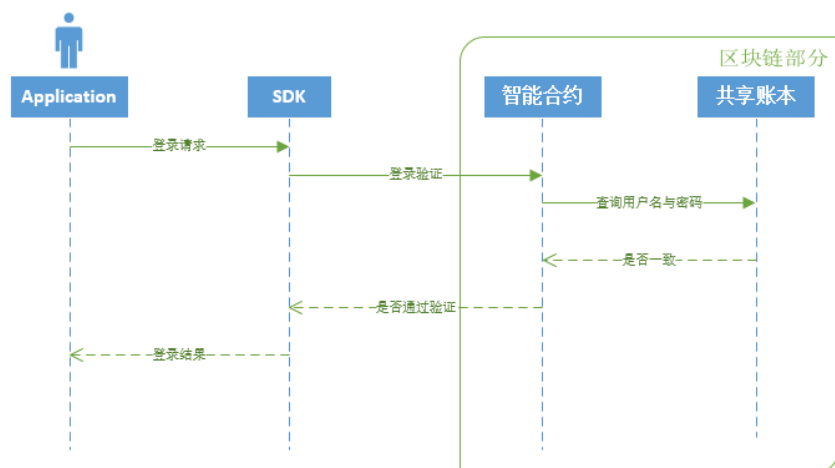 区块链部分
Application
SDK
智能合约
共享账本
登录请求
登录验证
查询用户名与密码
是否一致
是否通过验证
登录结果